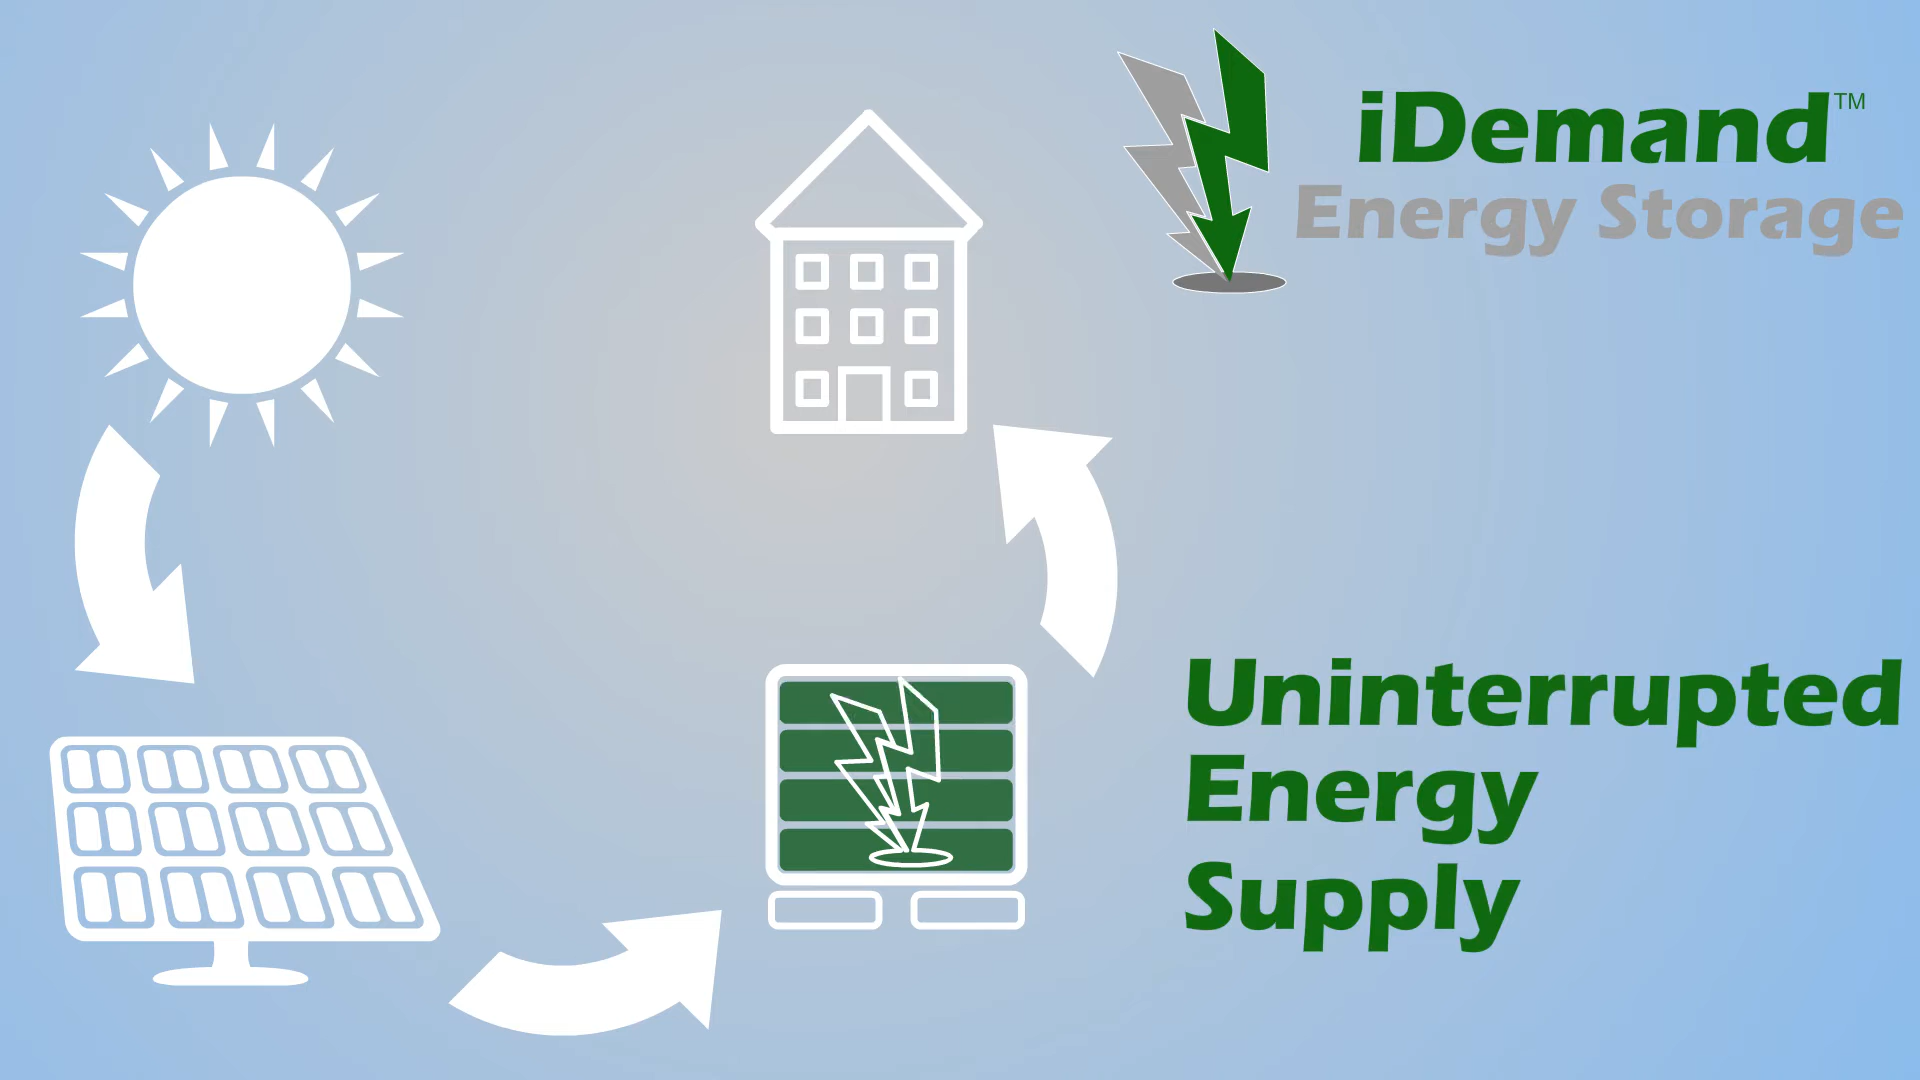 iDemand™
Energy Storage
Uninterrupted
Energy
Supply